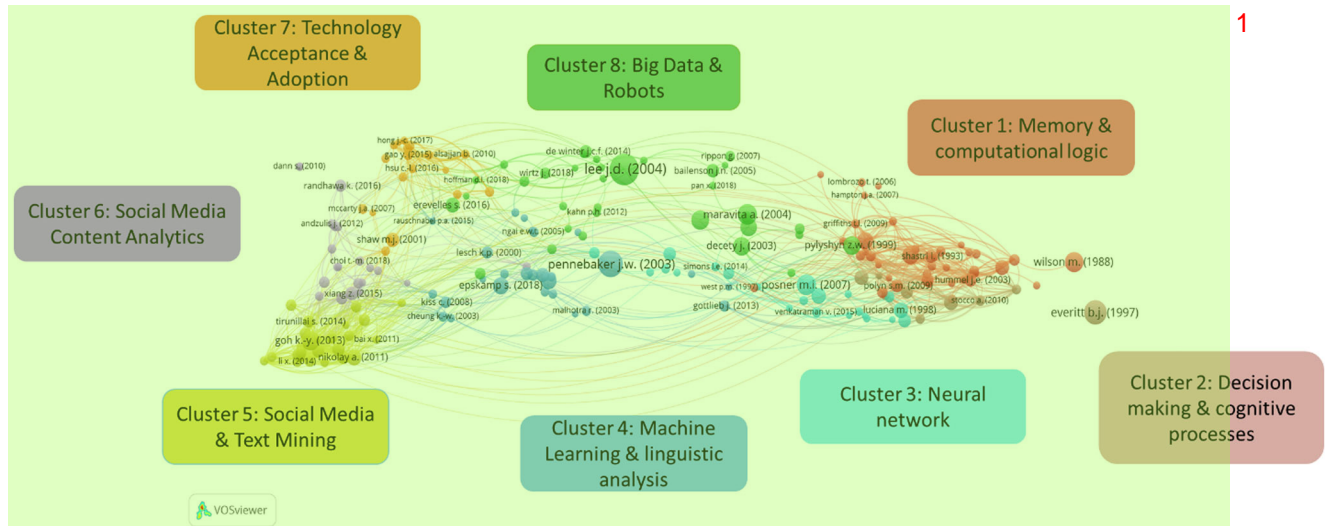 1
Cluster 7: Technology
Acceptance &
Adoption
Cluster 8: Big Data &
Robots
Cluster 1: Memory &
computational logic
Cluster 6: Social Media
Content Analytics
hong j.-c. (2017)
gao y. (2015)
alsajjan b. (2010)
hsu c.-l. (2016)
dann s. (2010)
randhawa k. (2016)
hoffman d.l. (2018)
mccarty j.a. (2007)
erevelles s. (2016)
andzulis j. (2012)
rauschnabel p.a. (2015)
shaw m.j. (2001)
choi t.-m. (2018)
xiang z. (2015)
de winter j.c.f. (2014)
wirtz j. (2018)
lee j.d. (2004)
kahn p.h. (2012)
ngai e.w.t. (2005)
lesch k.p. (2000)
pennebaker j.w. (2003)
epskamp s. (2018)
kiss c. (2008)
cheung k.-w. (2003)
malhotra r. (2003)
rippon g. (2007)
bailenson j.n. (2005)
pan x. (2018)
maravita a. (2004)
decety j. (2003)
simons j.s. (2014)
west p.m. (1997)
posner m.i. (2007)
gottlieb j. (2013)
venkatraman v. (2015)
luciana m. (1998)
lombrozo t. (2006)
hampton j.a. (2007)
griffiths t.l. (2009)
pylyshyn z.w. (1999)
shastri l. (1993)
polyn s.m. (2009)
hummel j.e. (2003)
stocco a. (2010)
wilson m. (1988)
everitt b.j. (1997)
tirunillai s. (2014)
goh k.-y. (2013)
bai x. (2011)
li x. (2014)
nikolay a. (2011)
Cluster 5: Social Media
& Text Mining
Cluster 4: Machine
Learning & linguistic
analysis
Cluster 3: Neural
network
Cluster 2: Decision
making & cognitive
processes
VOSviewer